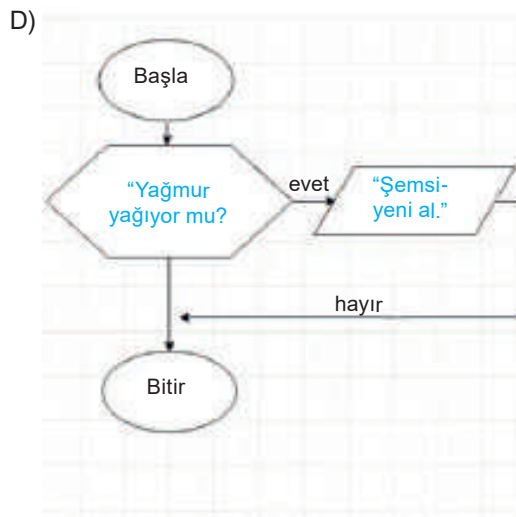 D)
Başla
“Yağmur
yağıyor mu?
evet
“Şemsi-
yeni al.”
hayır
Bitir